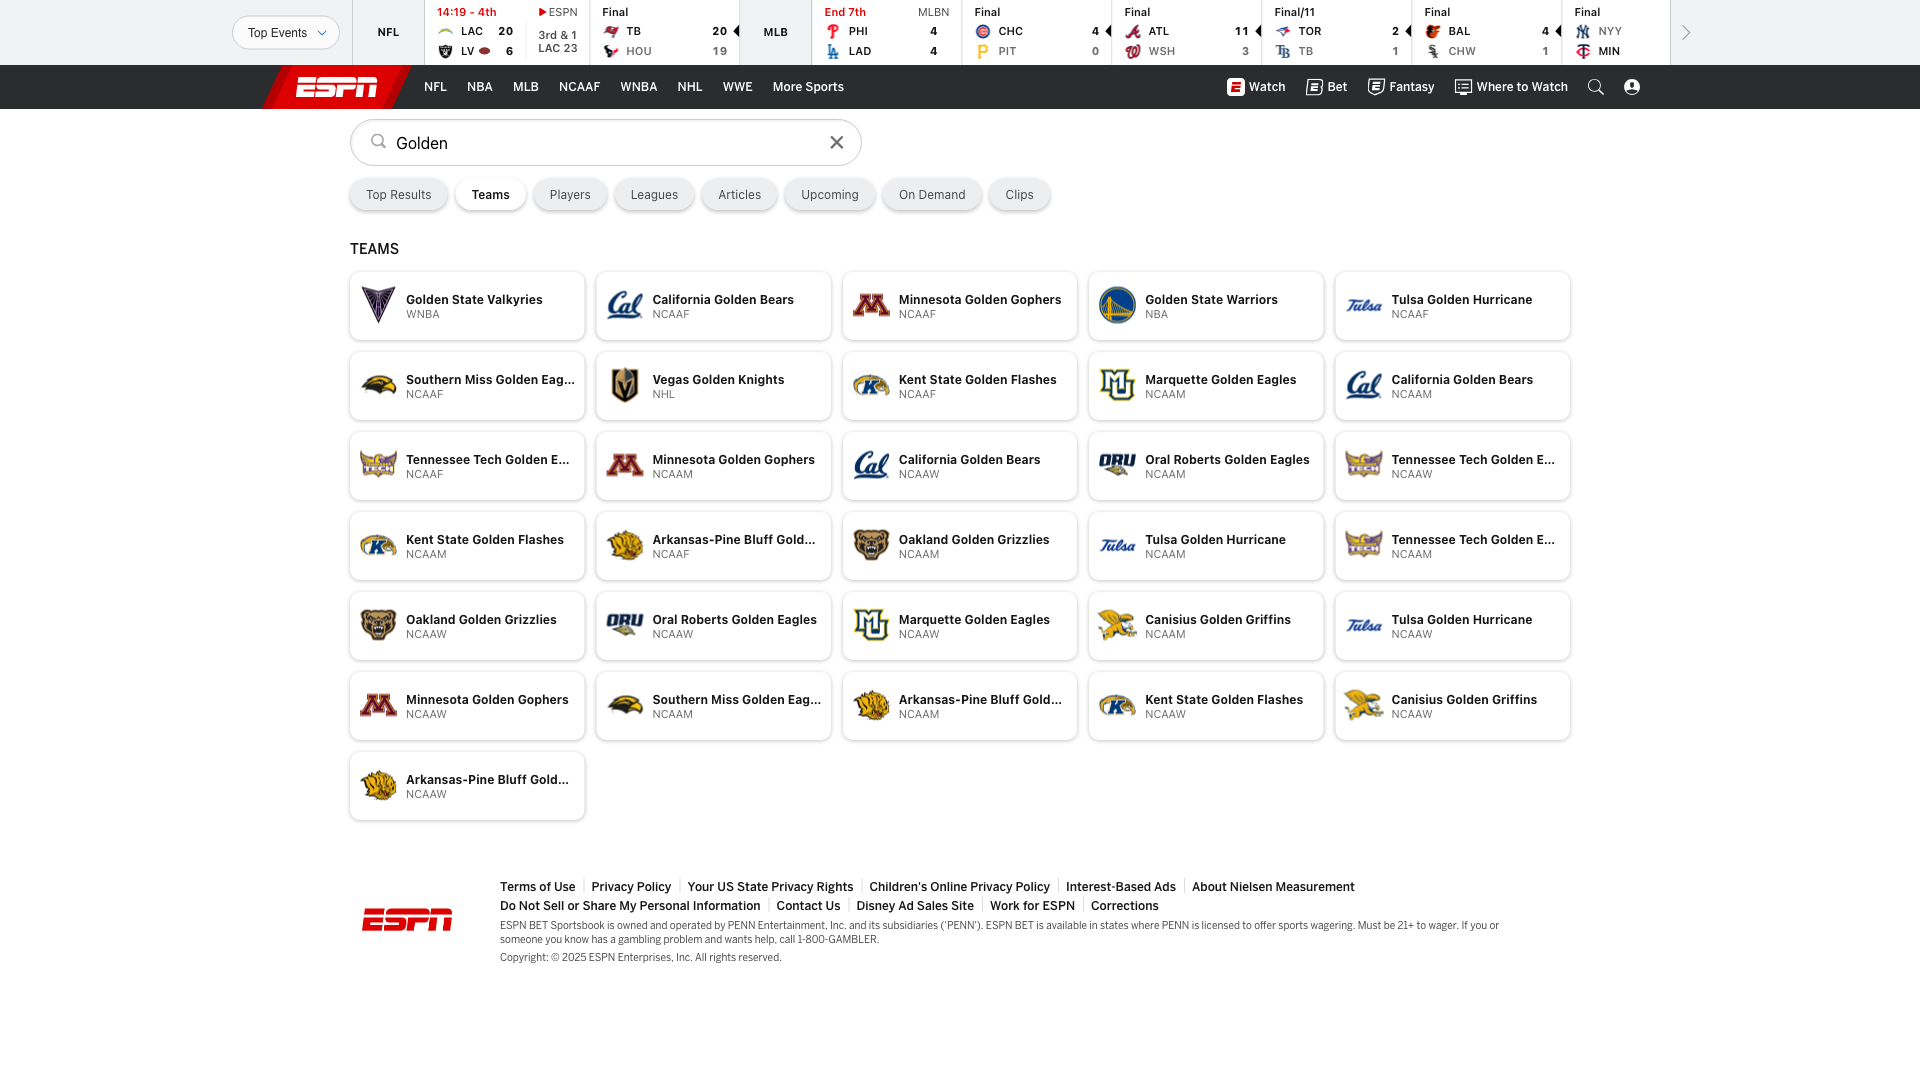 Top Events
NFL
14:19 - 4th ESPN
LAC 20
LV 6
3rd & 1
LAC 23
Final
TB 20
HOU 19
MLB
End 7th MLBN
PHI 4
LAD 4
Final
CHC 4
PIT 0
Final
ATL 11
WSH 3
Final/11
TOR 2
TB 1
Final
BAL 4
CHW 1
Final
NYY
MIN
ESPN NFL NBA MLB NCAAF WNBA NHL WWE More Sports Watch Bet Fantasy Where to Watch
Golden
Top Results Teams Players Leagues Articles Upcoming On Demand Clips
TEAMS
Golden State Valkyries
WNBA
Cal
California Golden Bears
NCAAF
Minnesota Golden Gophers
NCAAF
Golden State Warriors
NBA
Tulsa
Tulsa Golden Hurricane
NCAAF
Southern Miss Golden Eag...
NCAAF
Vegas Golden Knights
NHL
Kent State Golden Flashes
NCAAF
Marquette Golden Eagles
NCAAM
Cal
California Golden Bears
NCAAM
TECH
Tennessee Tech Golden E...
NCAAF
Minnesota Golden Gophers
NCAAM
Cal
California Golden Bears
NCAAW
ORU
Oral Roberts Golden Eagles
NCAAM
TECH
Tennessee Tech Golden E...
NCAAW
Kent State Golden Flashes
NCAAM
Arkansas-Pine Bluff Gold...
NCAAF
Oakland Golden Grizzlies
NCAAM
Tulsa
Tulsa Golden Hurricane
NCAAM
TECH
Tennessee Tech Golden E...
NCAAM
Oakland Golden Grizzlies
NCAAW
ORU
Oral Roberts Golden Eagles
NCAAW
Marquette Golden Eagles
NCAAW
Canisius Golden Griffins
NCAAM
Tulsa
Tulsa Golden Hurricane
NCAAW
Minnesota Golden Gophers
NCAAW
Southern Miss Golden Eag...
NCAAM
Arkansas-Pine Bluff Gold...
NCAAM
Kent State Golden Flashes
NCAAW
Canisius Golden Griffins
NCAAW
Arkansas-Pine Bluff Gold...
NCAAW
ESPN
Terms of Use Privacy Policy Your US State Privacy Rights Children's Online Privacy Policy Interest-Based Ads About Nielsen Measurement
Do Not Sell or Share My Personal Information Contact Us Disney Ad Sales Site Work for ESPN Corrections
ESPN BET Sportsbook is owned and operated by PENN Entertainment, Inc. and its subsidiaries ('PENN'). ESPN BET is available in states where PENN is licensed to offer sports wagering. Must be 21+ to wager. If you or
someone you know has a gambling problem and wants help, call 1-800-GAMBLER.
Copyright: © 2025 ESPN Enterprises, Inc. All rights reserved.